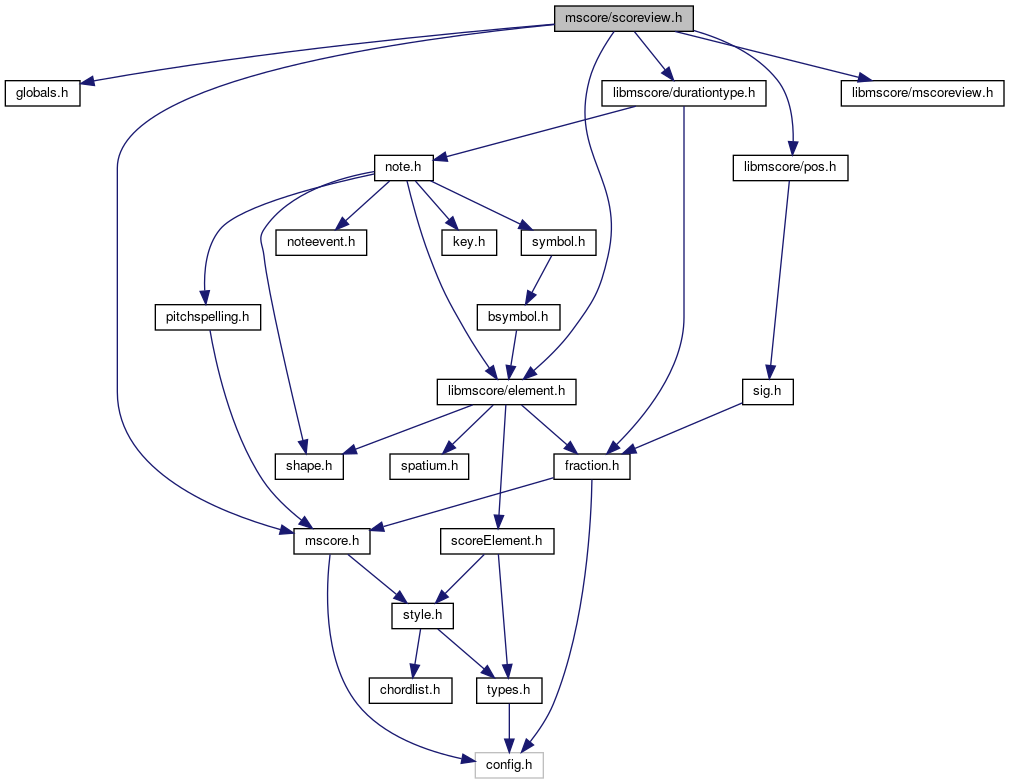 mscore/scoreview.h
globals.h
libmscore/durationtype.h
libmscore/mscoreview.h
note.h
libmscore/pos.h
noteevent.h
key.h
symbol.h
pitchspelling.h
bsymbol.h
libmscore/element.h
sig.h
shape.h
spatium.h
fraction.h
mscore.h
scoreElement.h
style.h
chordlist.h
types.h
config.h